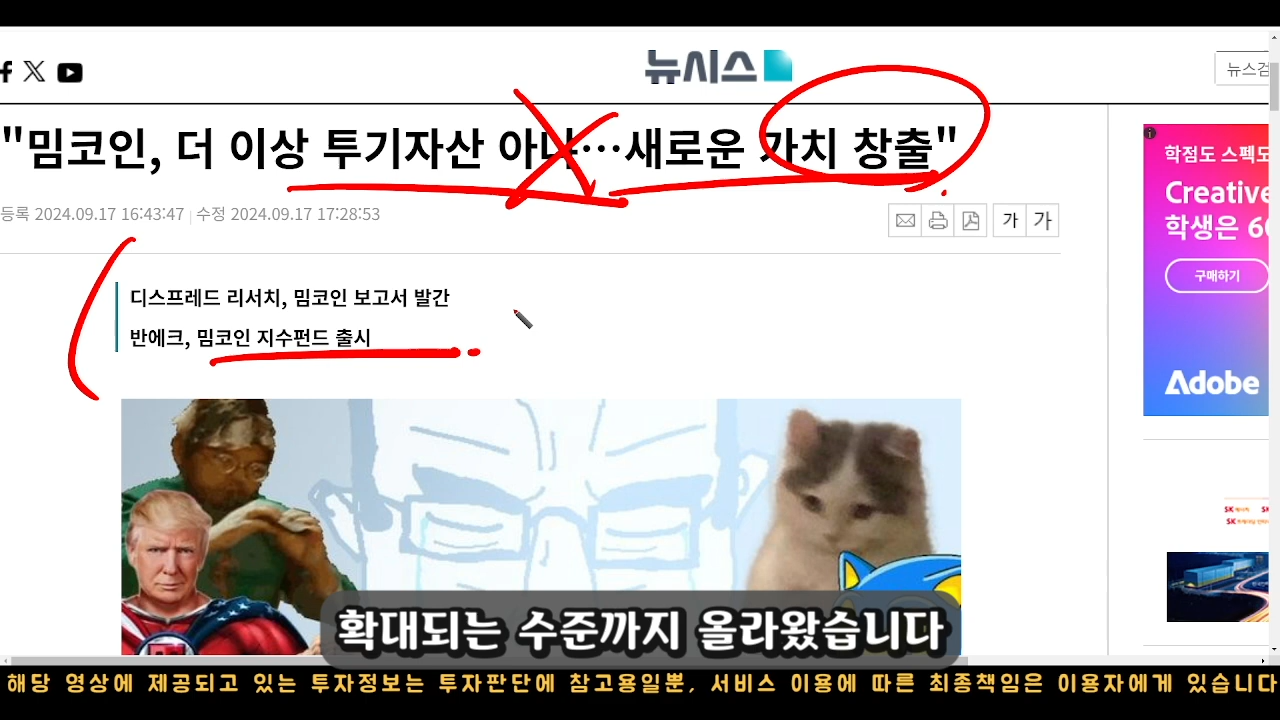 뉴시스
뉴스검
"밈코인, 더 이상 투기자산 아냐…새로운 가치 창출"
등록 2024.09.17 16:43:47 | 수정 2024.09.17 17:28:53
가 가
디스프레드 리서치, 밈코인 보고서 발간
반에크, 밈코인 지수펀드 출시
학점도 스펙도
Creative
학생은 60
구매하기
Adobe
SK
SK
확대되는 수준까지 올라왔습니다
해당 영상에 제공되고 있는 투자정보는 투자판단에 참고용일뿐, 서비스 이용에 따른 최종책임은 이용자에게 있습니다